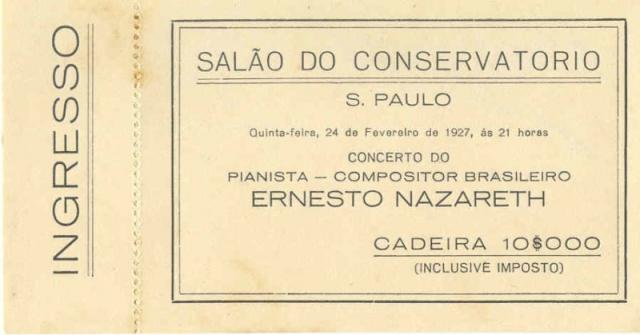 INGRESSO
SALÃO DO CONSERVATORIO
S. PAULO
Quinta-feira, 24 de Fevereiro de 1927, ás 21 horas
CONCERTO DO
PIANISTA — COMPOSITOR BRASILEIRO
ERNESTO NAZARETH
CADEIRA 10$000
(INCLUSIVE IMPOSTO)